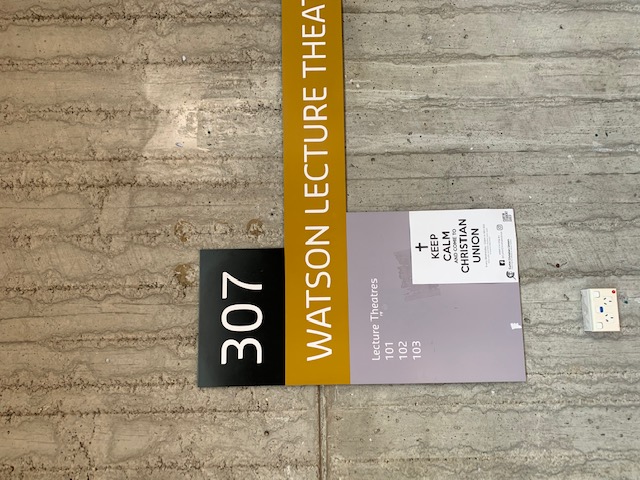 307
WATSON LECTURE THEAT
Lecture Theatres
101
102
103
KEEP
CALM
AND COME TO
CHRISTIAN
UNION